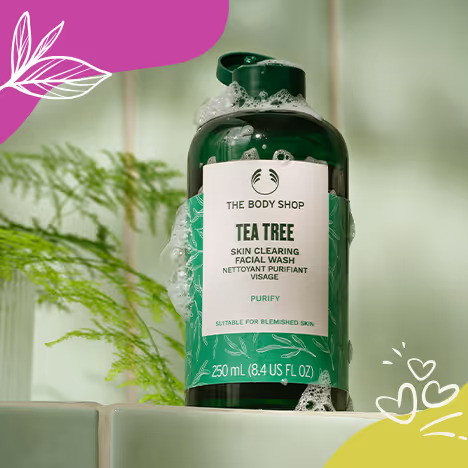 THE BODY SHOP
TEA TREE
SKIN CLEARING
FACIAL WASH
NETTOYANT PURIFIANT
VISAGE
PURIFY
SUITABLE FOR BLEMISHED SKIN
250 mL (8.4 US FL OZ)